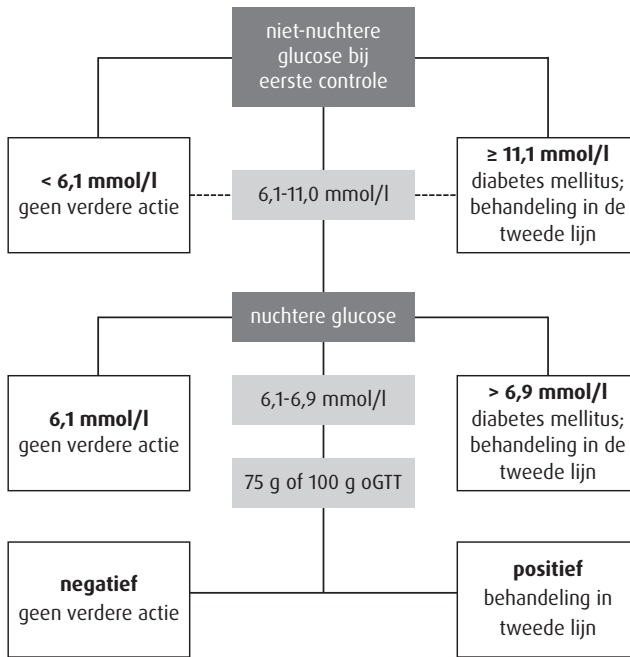 niet-nuchtere
glucose bij
eerste controle
< 6,1 mmol/l
geen verdere actie
6,1-11,0 mmol/l
≥ 11,1 mmol/l
diabetes mellitus;
behandeling in de
tweede lijn
nuchtere glucose
6,1 mmol/l
geen verdere actie
6,1-6,9 mmol/l
> 6,9 mmol/l
diabetes mellitus;
behandeling in de
tweede lijn
75 g of 100 g oGTT
negatief
geen verdere actie
positief
behandeling in
tweede lijn